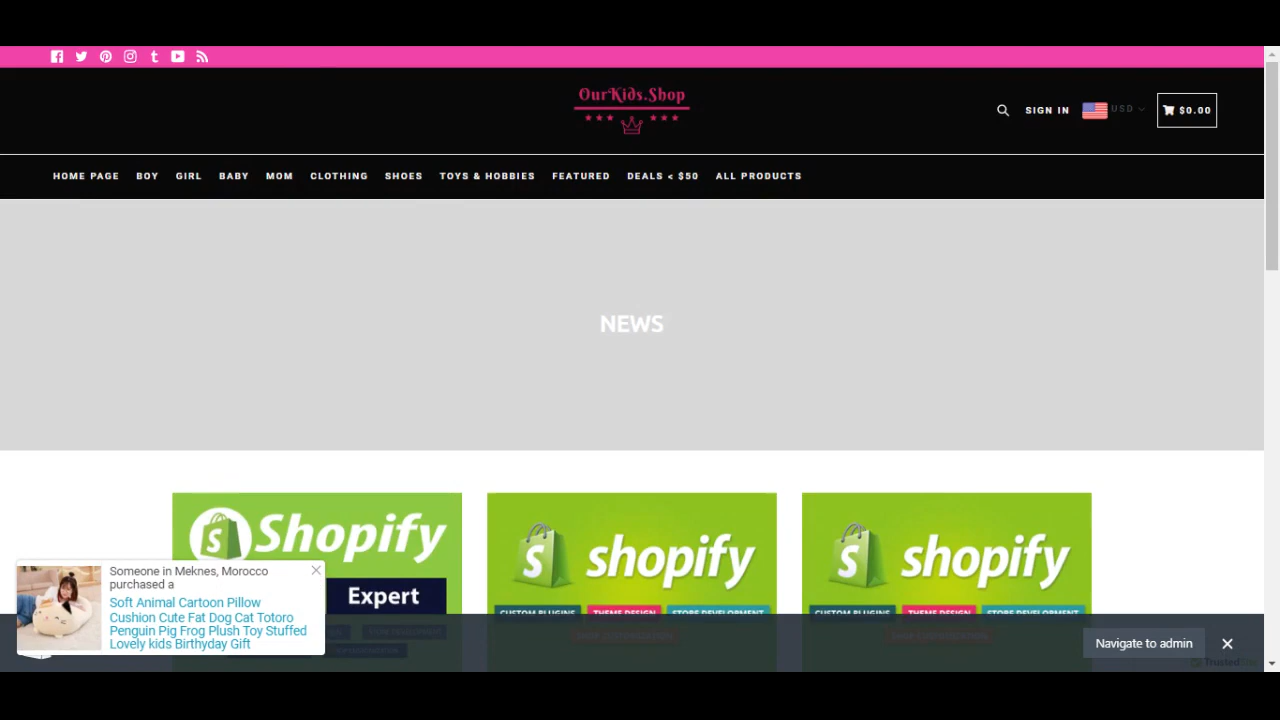 OurKids.Shop
SIGN IN
USD
$0.00
HOME PAGE BOY GIRL BABY MOM CLOTHING SHOES TOYS & HOBBIES FEATURED DEALS < $50 ALL PRODUCTS
NEWS
Shopify
Expert
shopify
CUSTOM PLUGINS THEME DESIGN STORE DEVELOPMENT
shopify
CUSTOM PLUGINS THEME DESIGN STORE DEVELOPMENT
Someone in Meknes, Morocco
purchased a
Soft Animal Cartoon Pillow
Cushion Cute Fat Dog Cat Totoro
Penguin Pig Frog Plush Toy Stuffed
Lovely kids Birthyday Gift
Navigate to admin